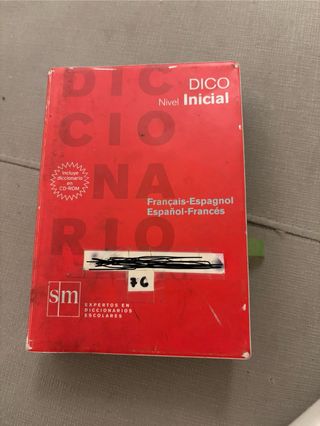 DICO
Nivel Inicial
DIC
CIO
NA
RIO
incluye
diccionario
en
CD-ROM
Français-Espagnol
Español-Francés
76
sm
EXPERTOS EN
DICCIONARIOS
ESCOLARES